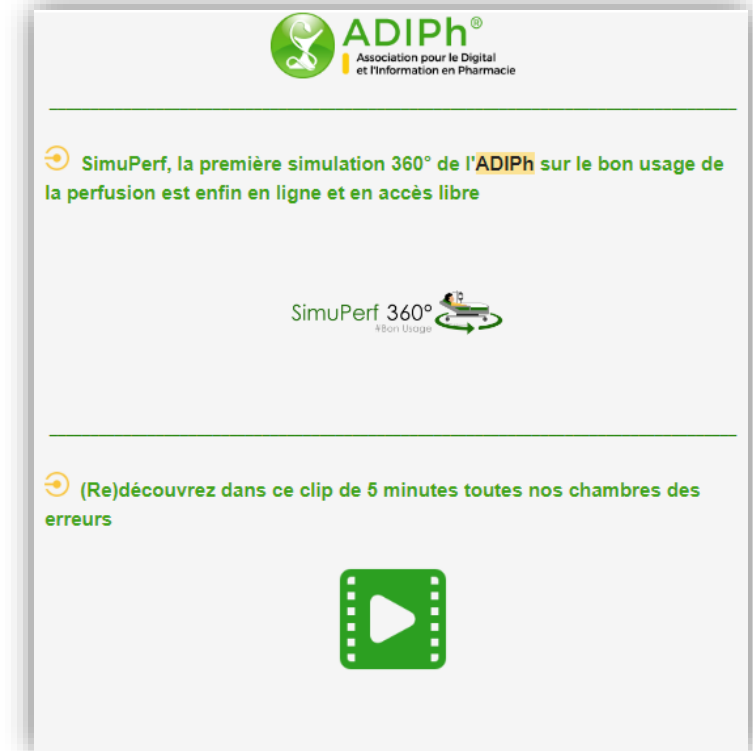 ADIPh®
Association pour le Digital
et l'Information en Pharmacie
SimuPerf, la première simulation 360° de l'ADIPh sur le bon usage de
la perfusion est enfin en ligne et en accès libre
SimuPerf 360°
#Bon Usage
(Re)découvrez dans ce clip de 5 minutes toutes nos chambres des
erreurs